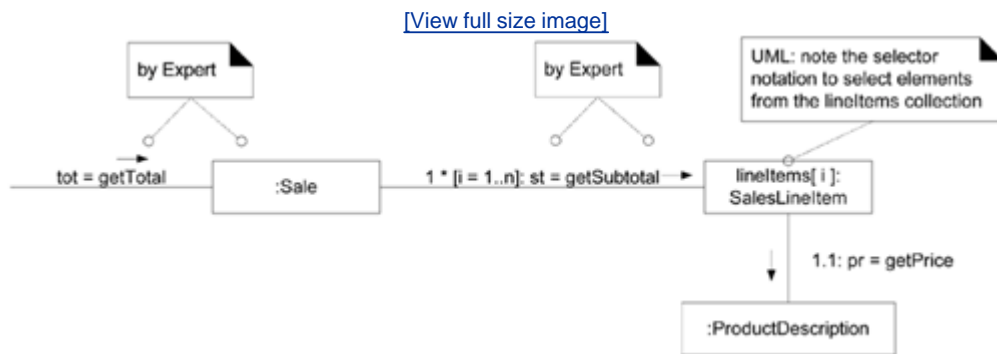 [View full size image]
by Expert
by Expert
UML: note the selector
notation to select elements
from the lineItems collection
tot = getTotal
:Sale
1 * [i = 1..n]: st = getSubtotal
lineItems[ i ]:
SalesLineItem
1.1: pr = getPrice
:ProductDescription